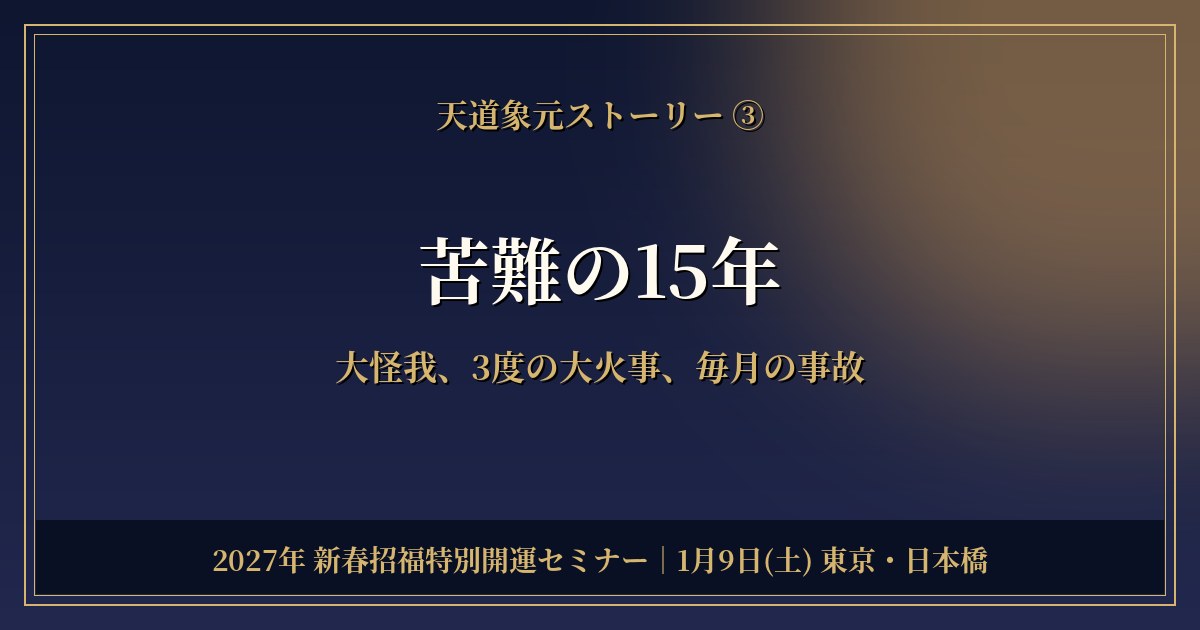 天道象元ストーリー ③
苦難の15年
大怪我、3度の大火事、毎月の事故
2027年 新春招福特別開運セミナー｜1月9日(土) 東京・日本橋